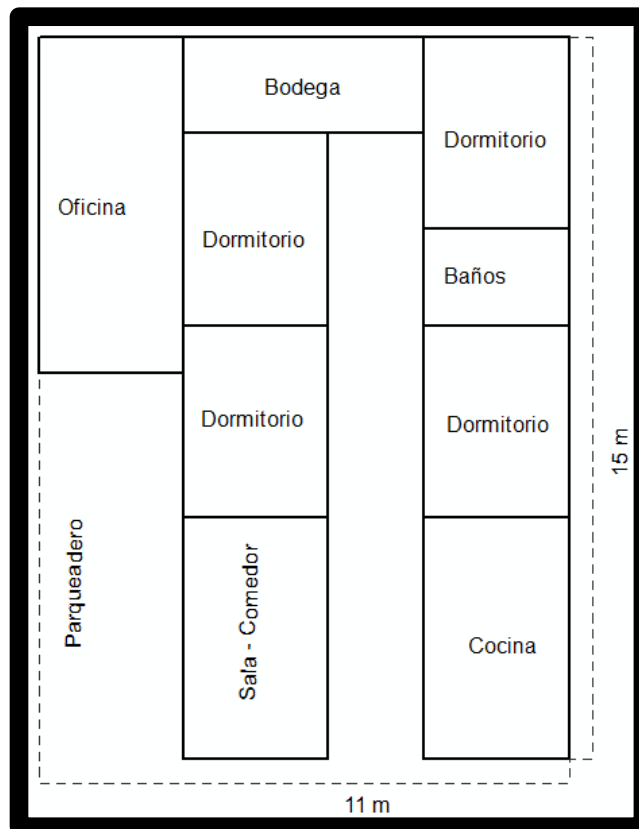 Bodega
Dormitorio
Oficina
Dormitorio
Baños
Dormitorio
Dormitorio
15 m
Parqueadero
Sala - Comedor
Cocina
11 m